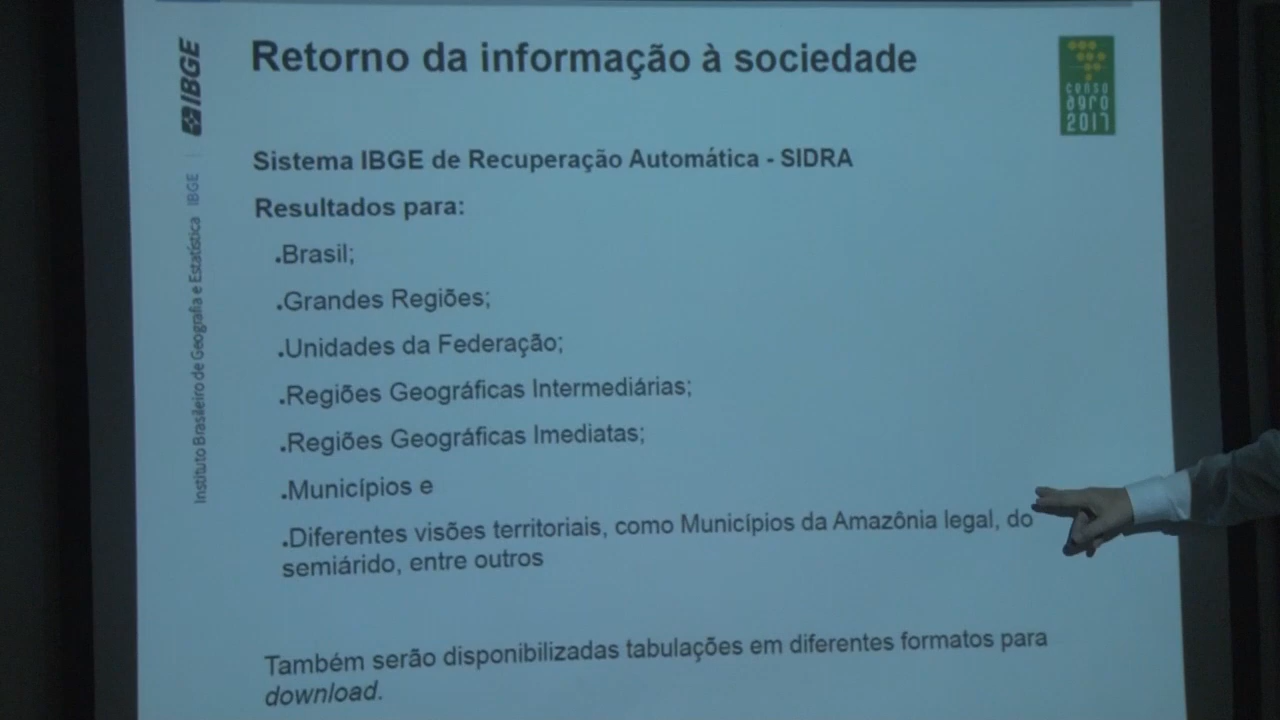 Retorno da informação à sociedade
IBGE
Instituto Brasileiro de Geografia e Estatística | IBGE
censo
agro
2017
Sistema IBGE de Recuperação Automática - SIDRA
Resultados para:
.Brasil;
.Grandes Regiões;
.Unidades da Federação;
.Regiões Geográficas Intermediárias;
.Regiões Geográficas Imediatas;
.Municípios e
.Diferentes visões territoriais, como Municípios da Amazônia legal, do
semiárido, entre outros
Também serão disponibilizadas tabulações em diferentes formatos para
download.